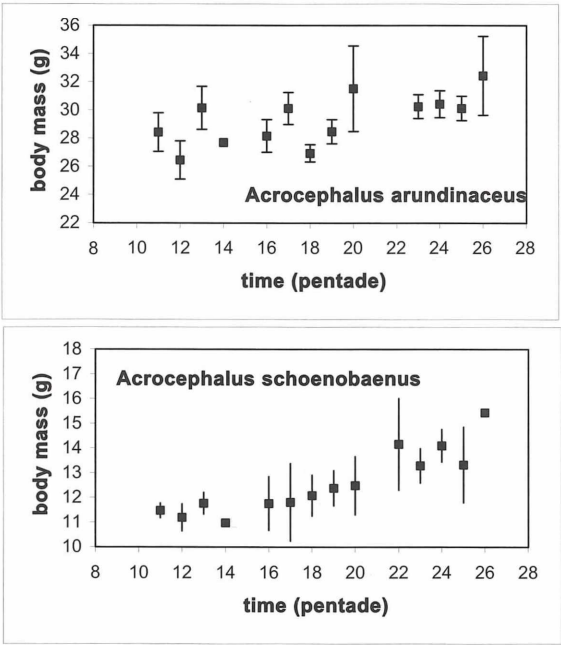 36
34
32
30
28
26
24
22
body mass (g)
Acrocephalus arundinaceus
8 10 12 14 16 18 20 22 24 26 28
time (pentade)
18
17
16
15
14
13
12
11
10
body mass (g)
Acrocephalus schoenobaenus
8 10 12 14 16 18 20 22 24 26 28
time (pentade)